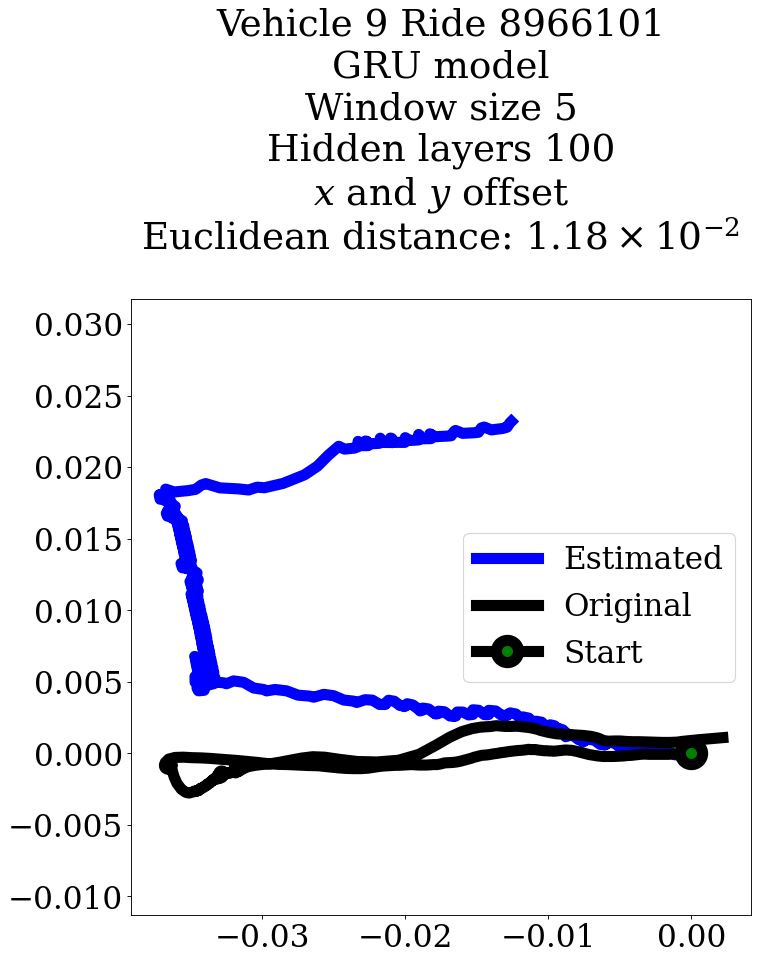 Vehicle 9 Ride 8966101
GRU model
Window size 5
Hidden layers 100
x and y offset
Euclidean distance: 1.18 × 10⁻²
0.030
0.025
0.020
0.015
0.010
0.005
0.000
−0.005
−0.010
Estimated
Original
Start
−0.03
−0.02
−0.01
0.00